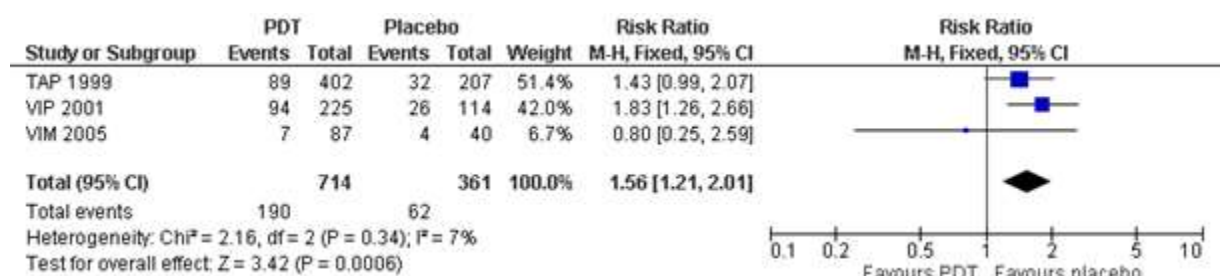 PDT Placebo Risk Ratio Risk Ratio
Study or Subgroup Events Total Events Total Weight M-H, Fixed, 95% CI M-H, Fixed, 95% CI
TAP 1999 89 402 32 207 51.4% 1.43 [0.99, 2.07]
VIP 2001 94 225 26 114 42.0% 1.83 [1.26, 2.66]
VIM 2005 7 87 4 40 6.7% 0.80 [0.25, 2.59]
Total (95% CI) 714 361 100.0% 1.56 [1.21, 2.01]
Total events 190 62
Heterogeneity: Chi² = 2.16, df = 2 (P = 0.34); I² = 7%
Test for overall effect: Z = 3.42 (P = 0.0006)
0.1 0.2 0.5 1 2 5 10
Favours PDT Favours placebo